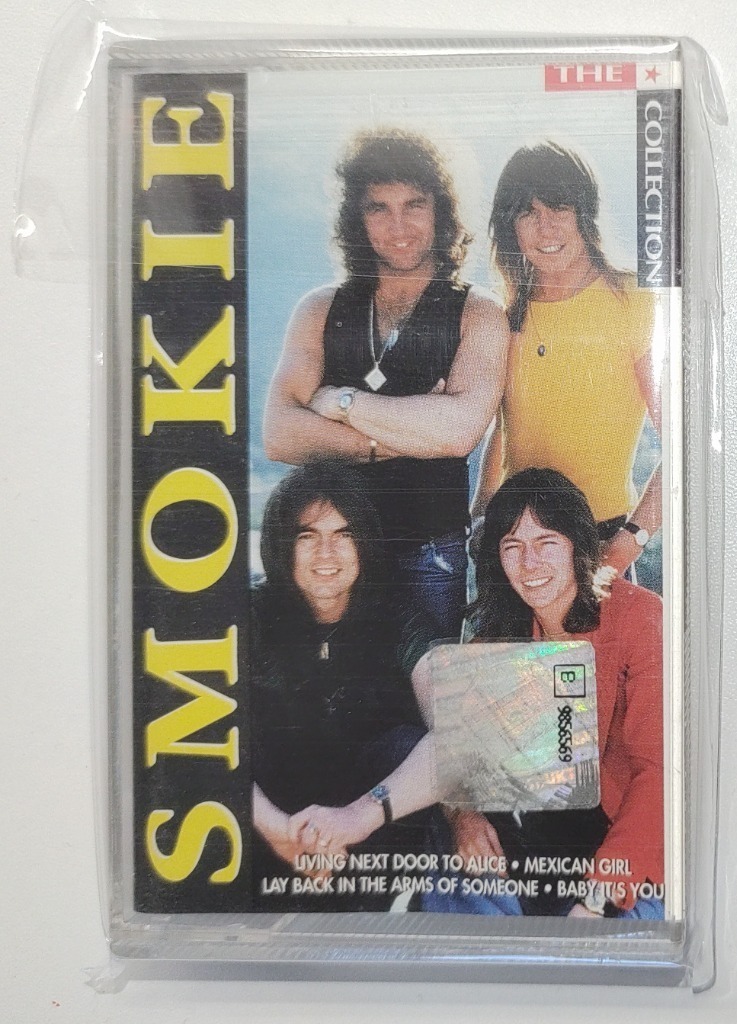 THE
COLLECTION
SMOKIE
B
9856569
LIVING NEXT DOOR TO ALICE • MEXICAN GIRL
LAY BACK IN THE ARMS OF SOMEONE • BABY IT'S YOU